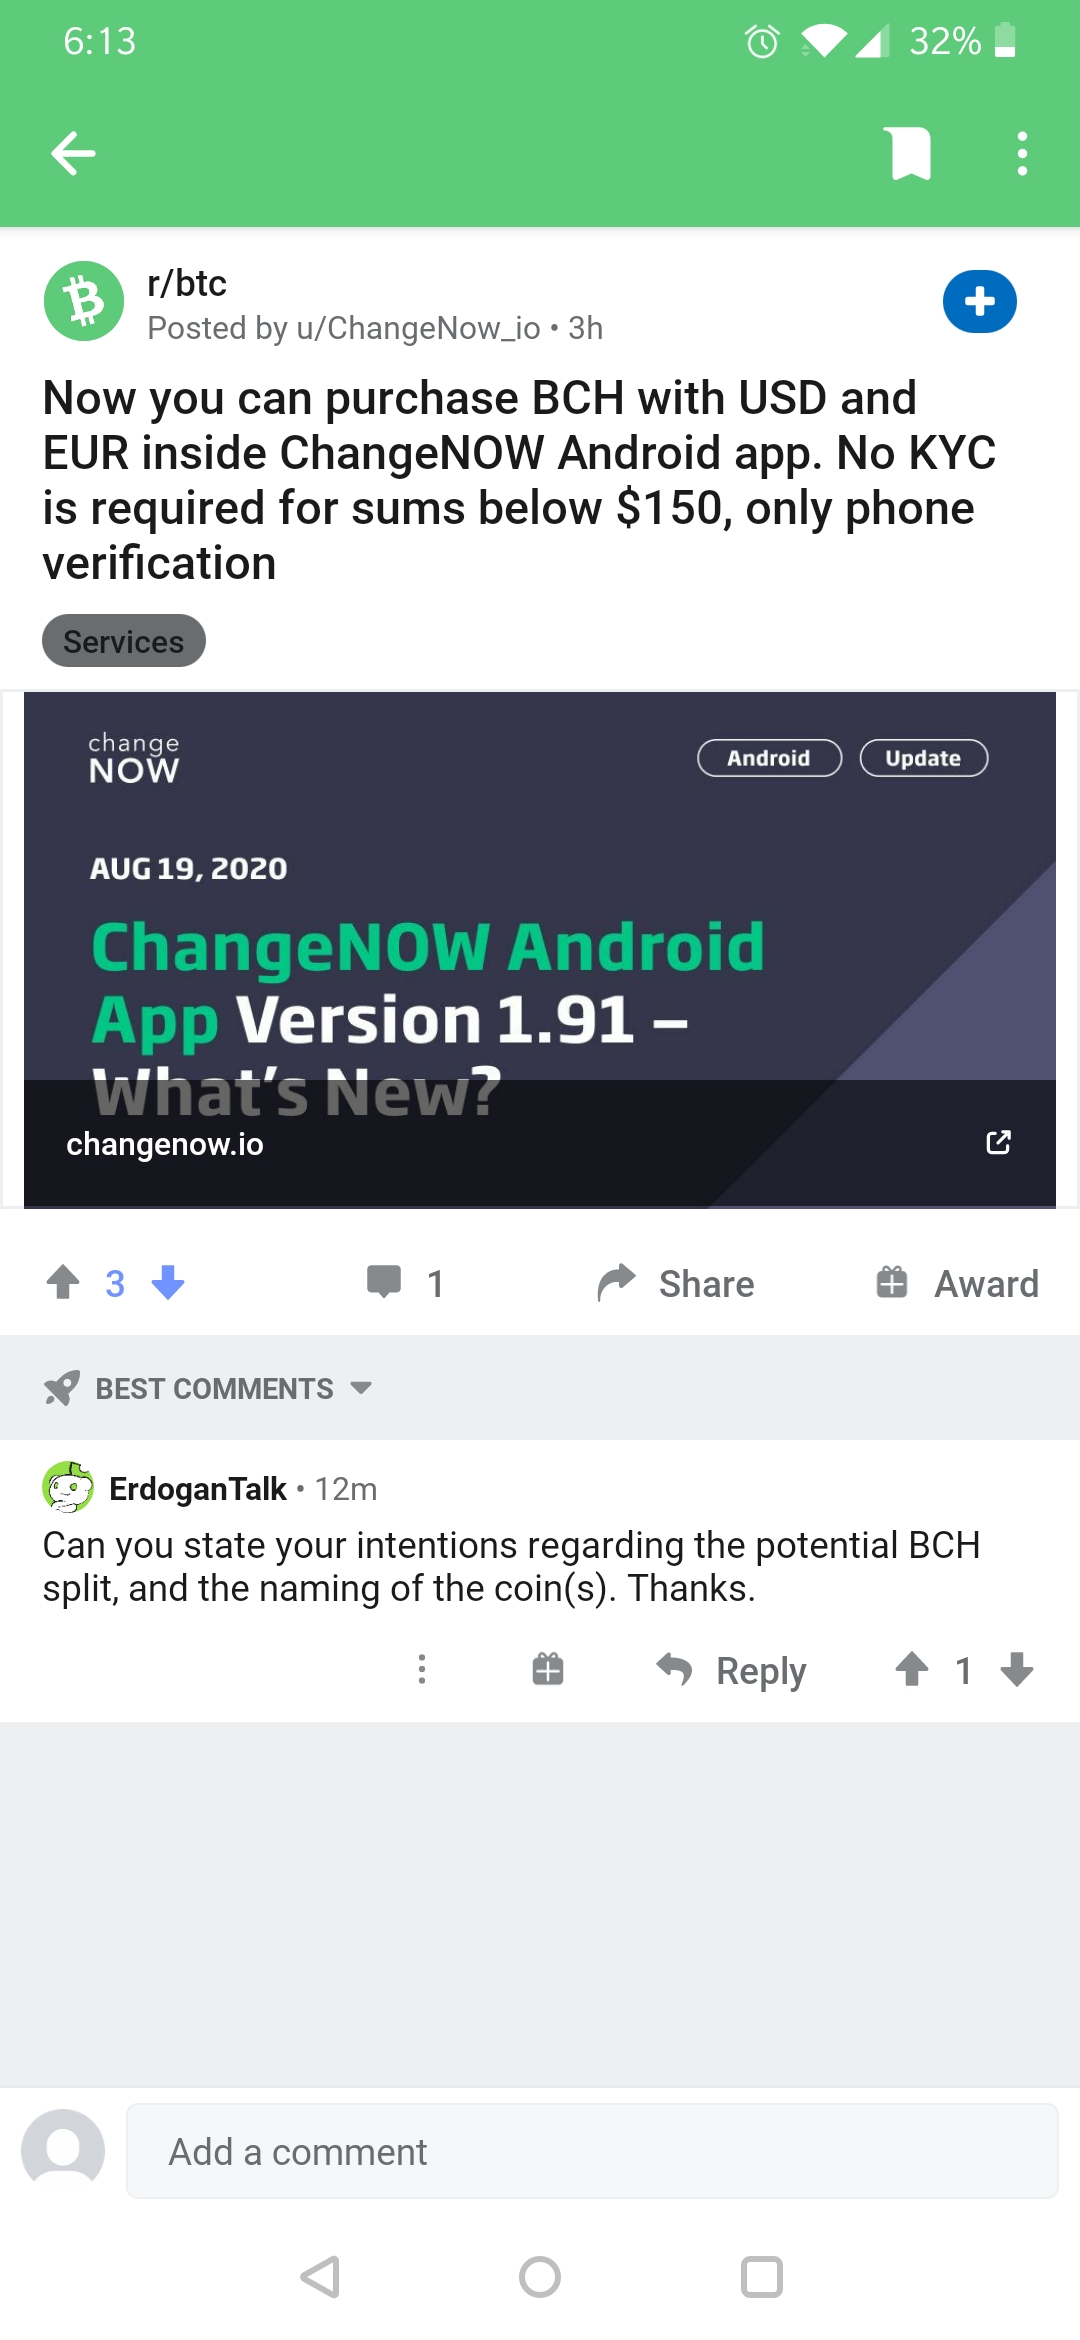 6:13
32%
r/btc
Posted by u/ChangeNow_io • 3h
Now you can purchase BCH with USD and
EUR inside ChangeNOW Android app. No KYC
is required for sums below $150, only phone
verification
Services
change
NOW
Android
Update
AUG 19, 2020
ChangeNOW Android
App Version 1.91 –
What's New?
changenow.io
3
1
Share
Award
BEST COMMENTS
ErdoganTalk • 12m
Can you state your intentions regarding the potential BCH
split, and the naming of the coin(s). Thanks.
Reply
1
Add a comment